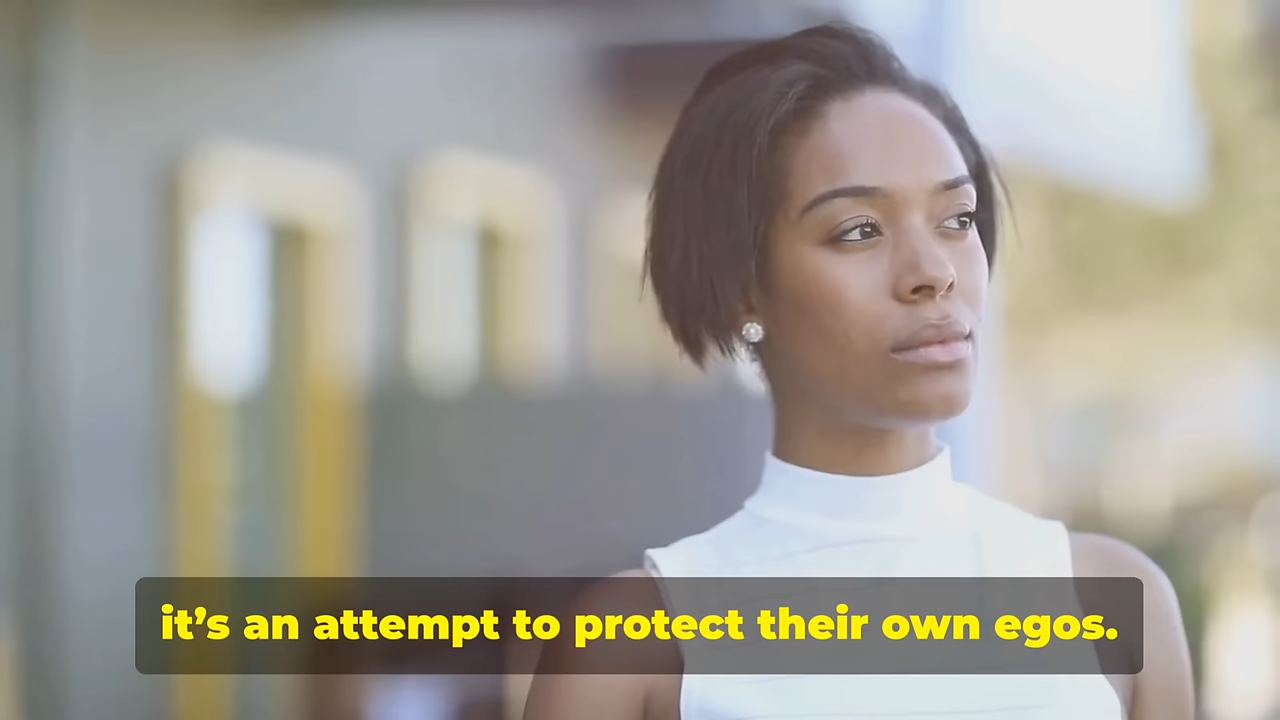 it’s an attempt to protect their own egos.